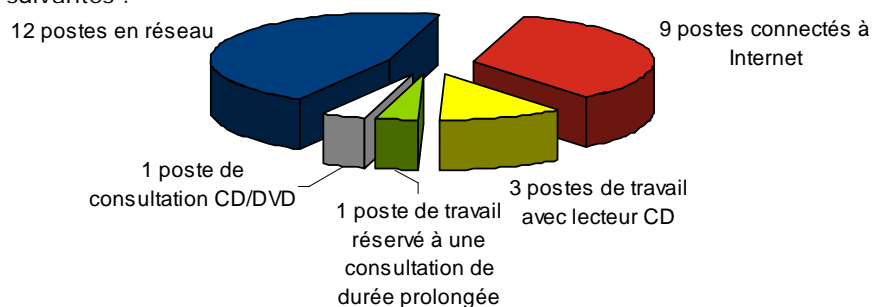 suivantes :
12 postes en réseau
9 postes connectés à
Internet
1 poste de
consultation CD/DVD
1 poste de travail
réservé à une
consultation de
durée prolongée
3 postes de travail
avec lecteur CD